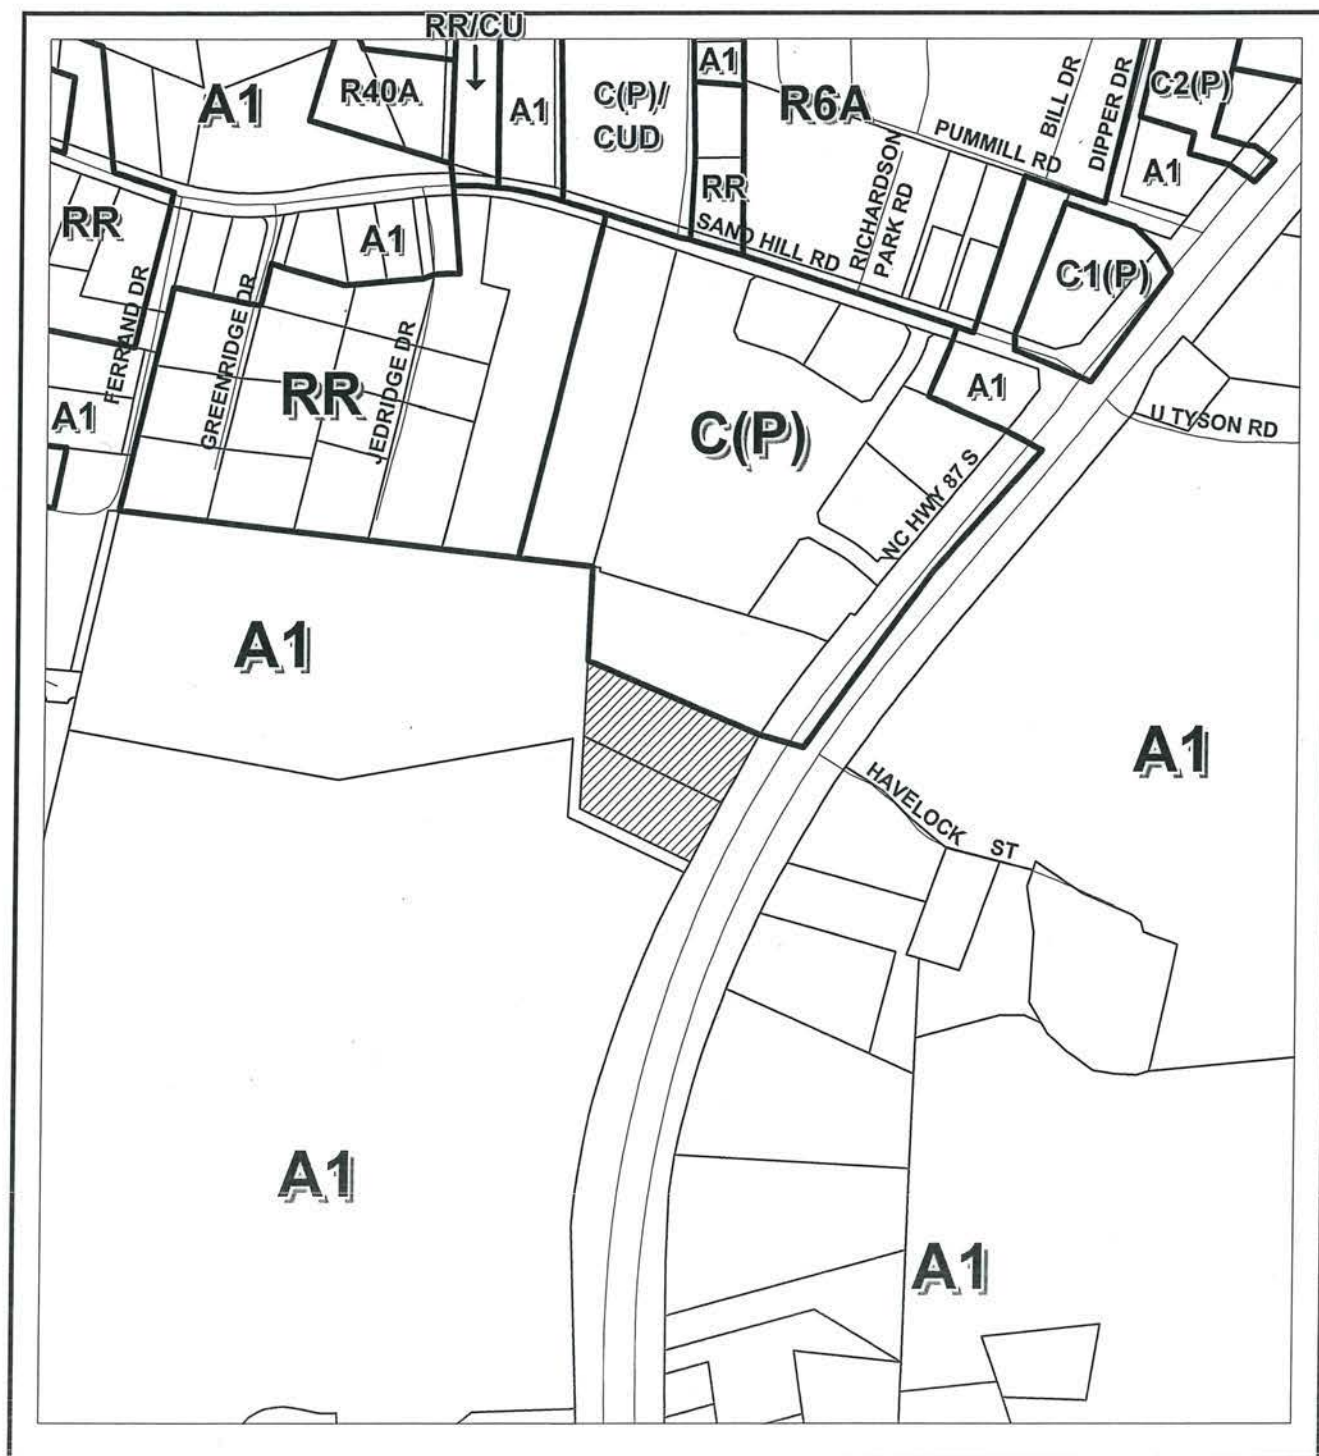 RR/CU
A1
R40A
A1
C(P)/
CUD
A1
R6A
BILL DR
DIPPER DR
C2(P)
PUMMILL RD
A1
RR
RICHARDSON
PARK RD
RR
A1
SAND HILL RD
C1(P)
FERRAND DR
GREENRIDGE DR
JEDRIDGE DR
RR
A1
A1
U TYSON RD
C(P)
NC HWY 87 S
A1
A1
HAVELOCK ST
A1
A1